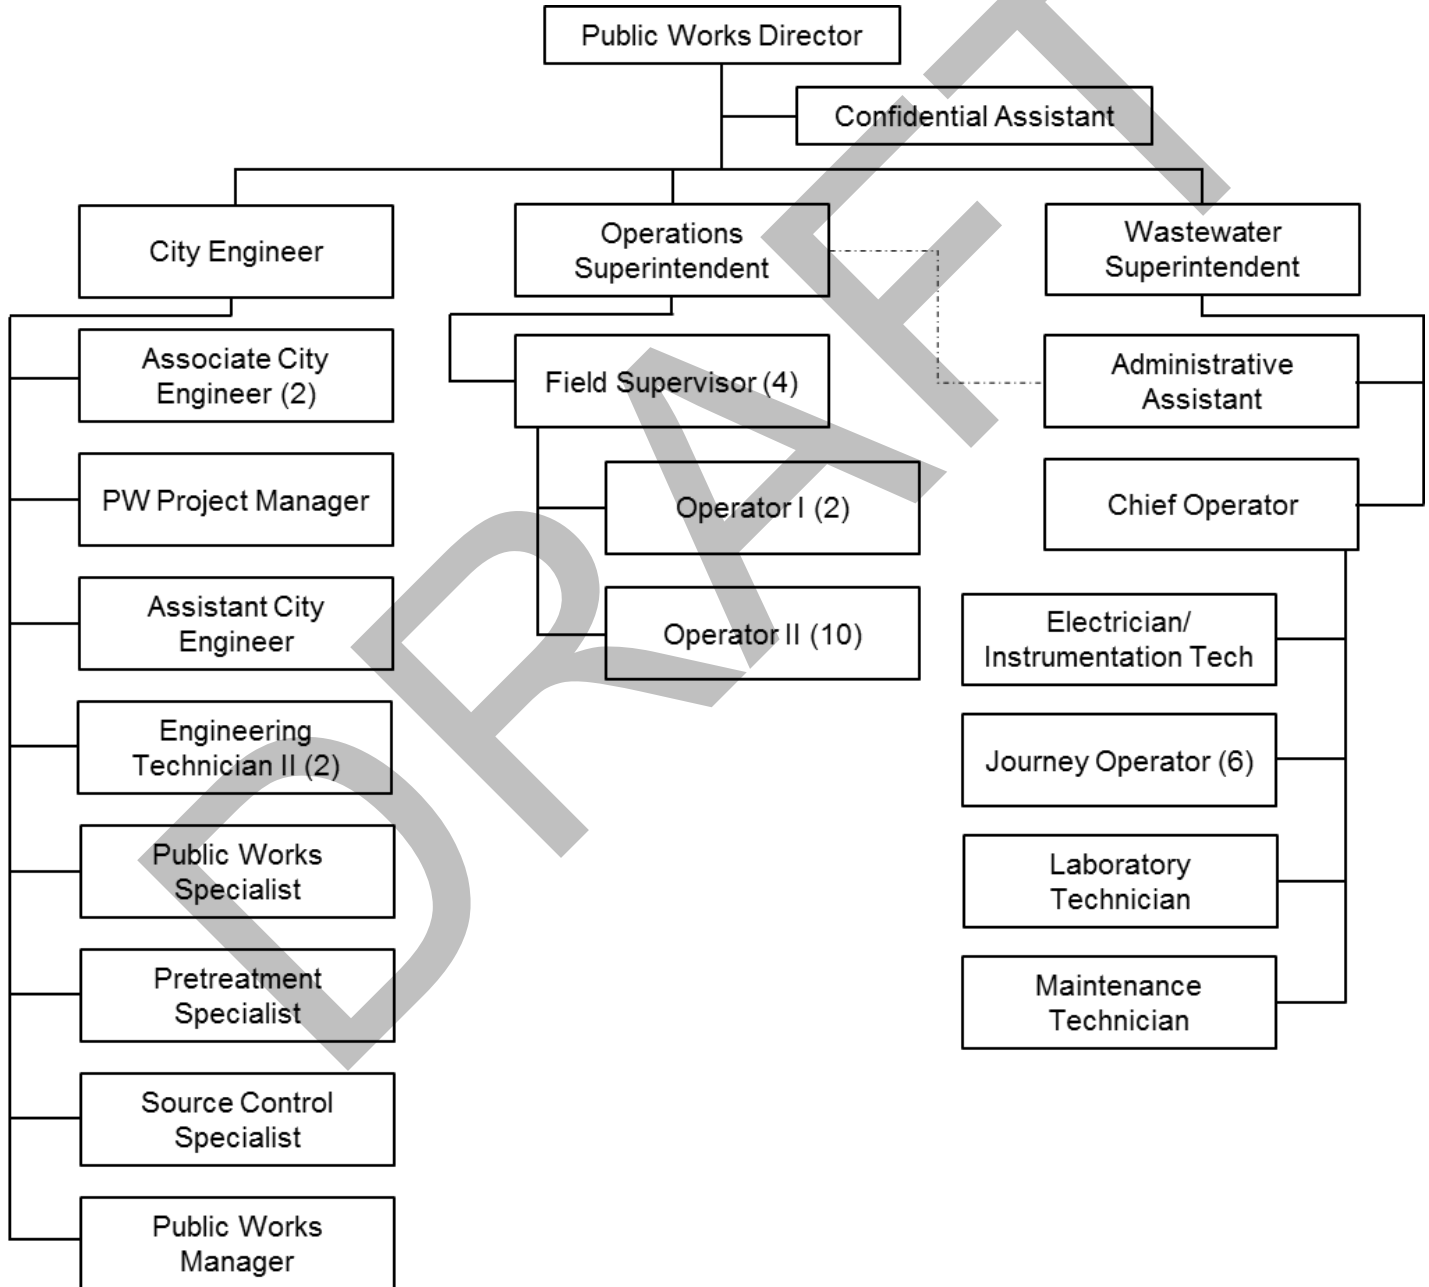 Public Works Director
Confidential Assistant
City Engineer
Operations
Superintendent
Wastewater
Superintendent
Associate City
Engineer (2)
PW Project Manager
Assistant City
Engineer
Engineering
Technician II (2)
Public Works
Specialist
Pretreatment
Specialist
Source Control
Specialist
Public Works
Manager
Field Supervisor (4)
Operator I (2)
Operator II (10)
Administrative
Assistant
Chief Operator
Electrician/
Instrumentation Tech
Journey Operator (6)
Laboratory
Technician
Maintenance
Technician
DRAFT